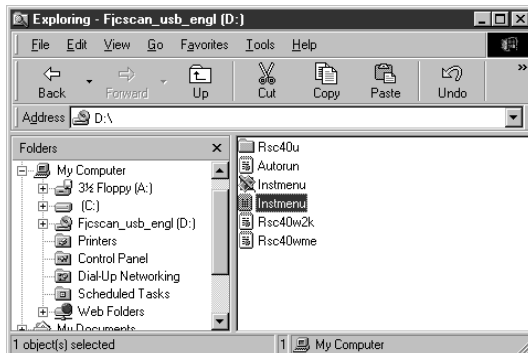 Exploring - Fjcscan_usb_engl (D:)
File Edit View Go Favorites Tools Help
Back Forward Up Cut Copy Paste Undo »
Address D:\
Folders x
My Computer
3½ Floppy (A:)
(C:)
Fjcscan_usb_engl (D:)
Printers
Control Panel
Dial-Up Networking
Scheduled Tasks
Web Folders
My Documents
Rsc40u
Autorun
Instmenu
Instmenu
Rsc40w2k
Rsc40wme
1 object(s) selected 1 My Computer